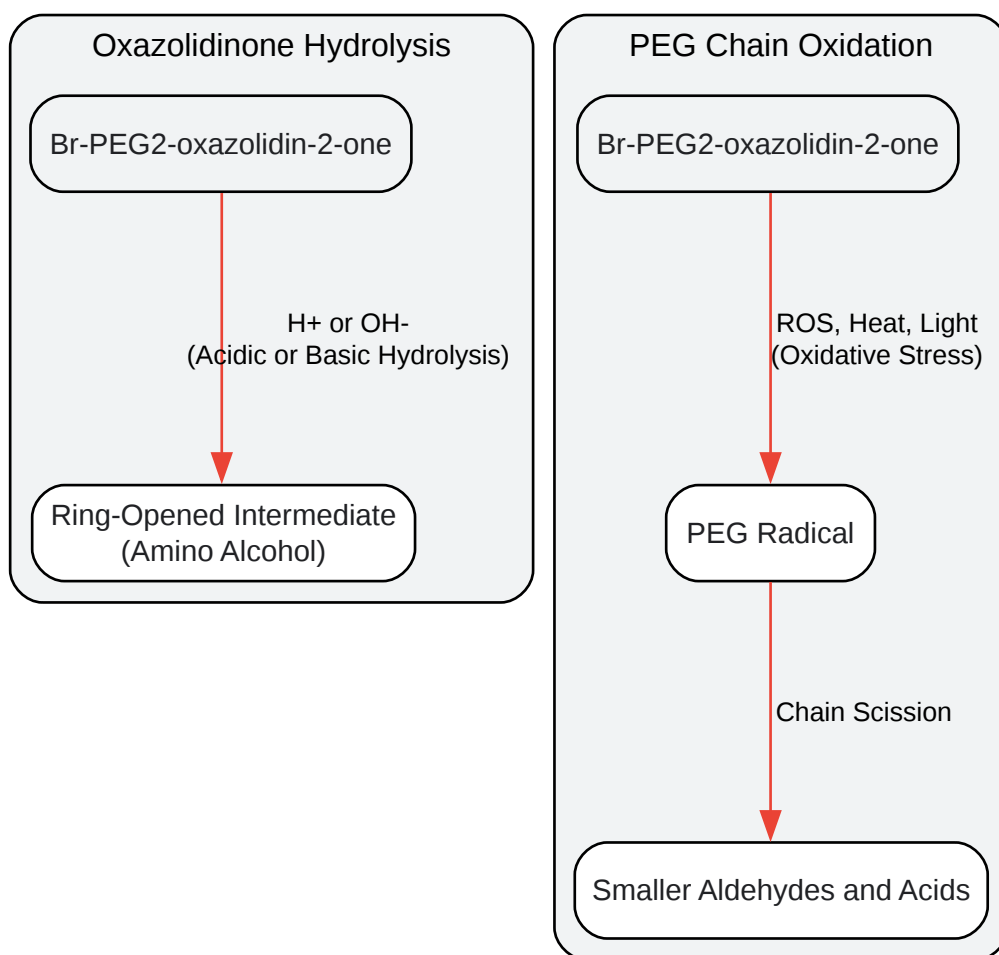 Oxazolidinone Hydrolysis
Br-PEG2-oxazolidin-2-one
H+ or OH-
(Acidic or Basic Hydrolysis)
Ring-Opened Intermediate
(Amino Alcohol)
PEG Chain Oxidation
Br-PEG2-oxazolidin-2-one
ROS, Heat, Light
(Oxidative Stress)
PEG Radical
Chain Scission
Smaller Aldehydes and Acids